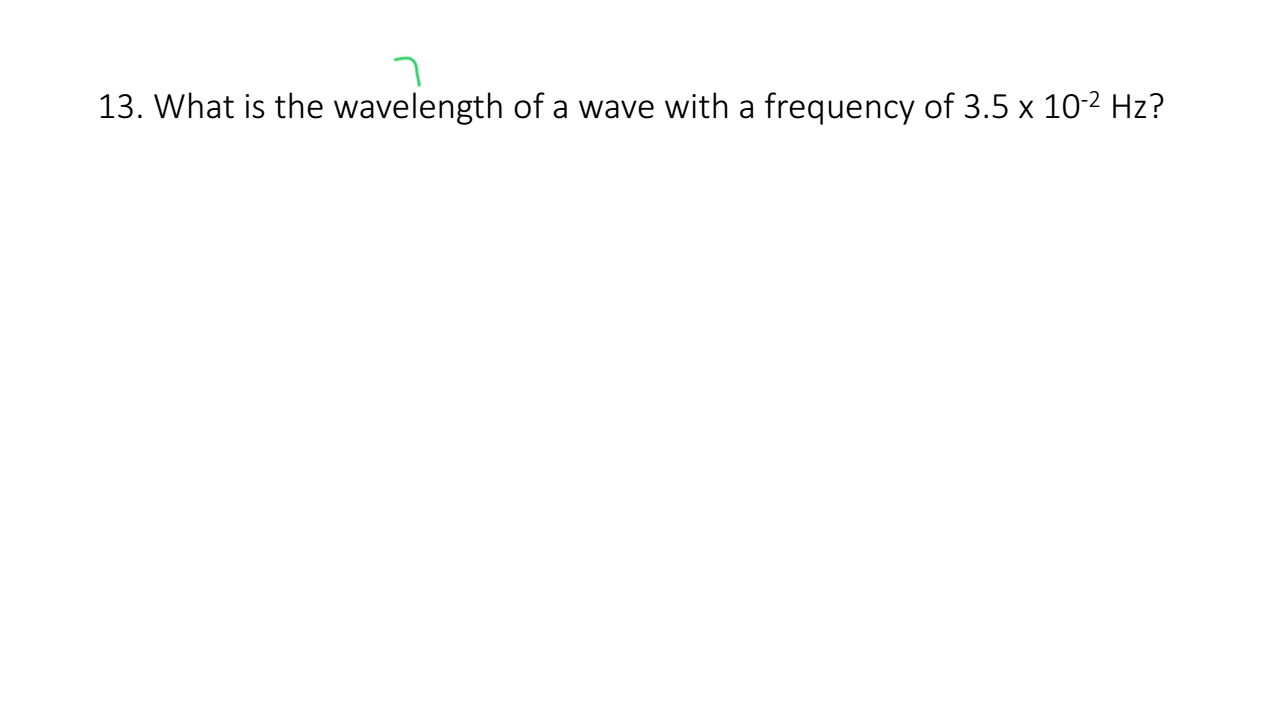 13. What is the wavelength of a wave with a frequency of 3.5 x 10⁻² Hz?